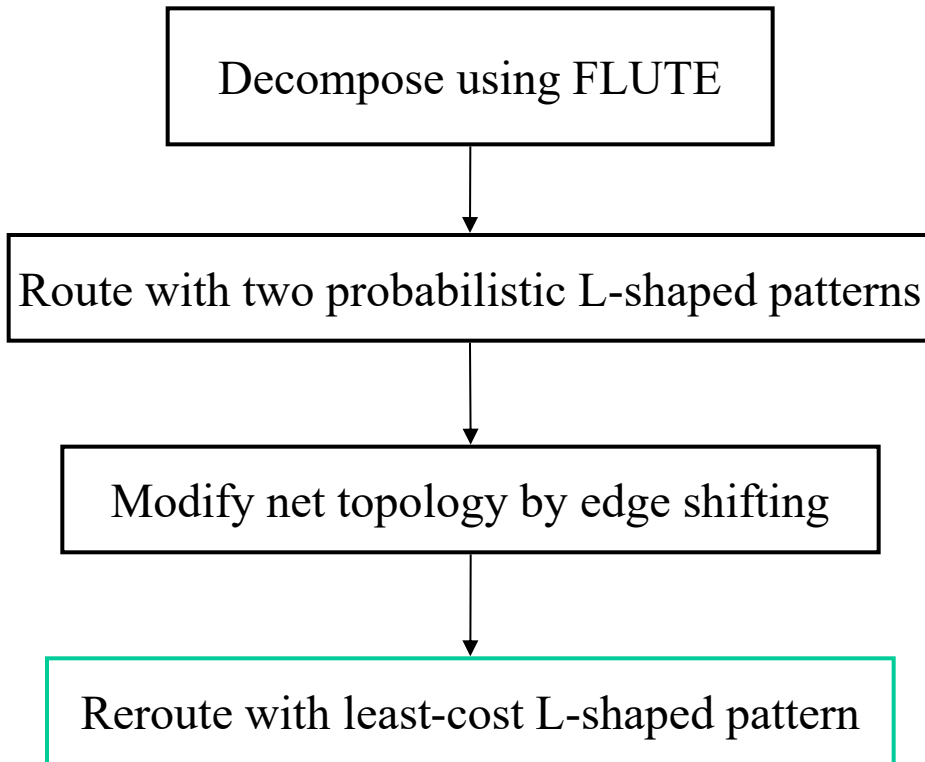 Decompose using FLUTE
Route with two probabilistic L-shaped patterns
Modify net topology by edge shifting
Reroute with least-cost L-shaped pattern